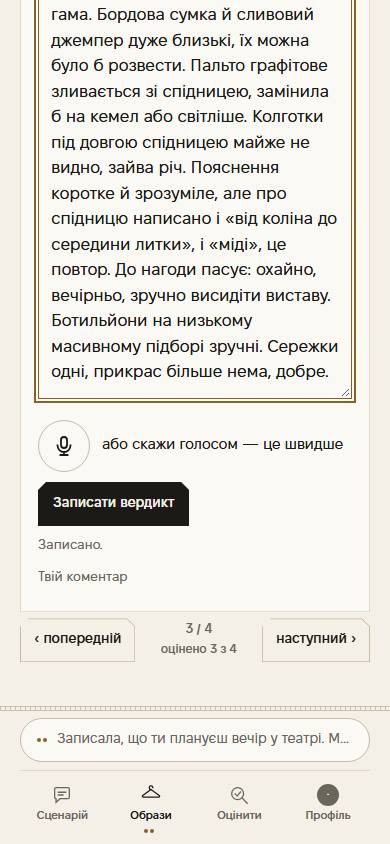 гама. Бордова сумка й сливовий
джемпер дуже близькі, їх можна
було б розвести. Пальто графітове
зливається зі спідницею, замінила
б на кемел або світліше. Колготки
під довгою спідницею майже не
видно, зайва річ. Пояснення
коротке й зрозуміле, але про
спідницю написано і «від коліна до
середини литки», і «міді», це
повтор. До нагоди пасує: охайно,
вечірньо, зручно висидіти виставу.
Ботильйони на низькому
масивному підборі зручні. Сережки
одні, прикрас більше нема, добре.
або скажи голосом — це швидше
Записати вердикт
Записано.
Твій коментар
‹ попередній
3 / 4
оцінено 3 з 4
наступний ›
Записала, що ти плануєш вечір у театрі. М...
Сценарій
Образи
Оцінити
Профіль